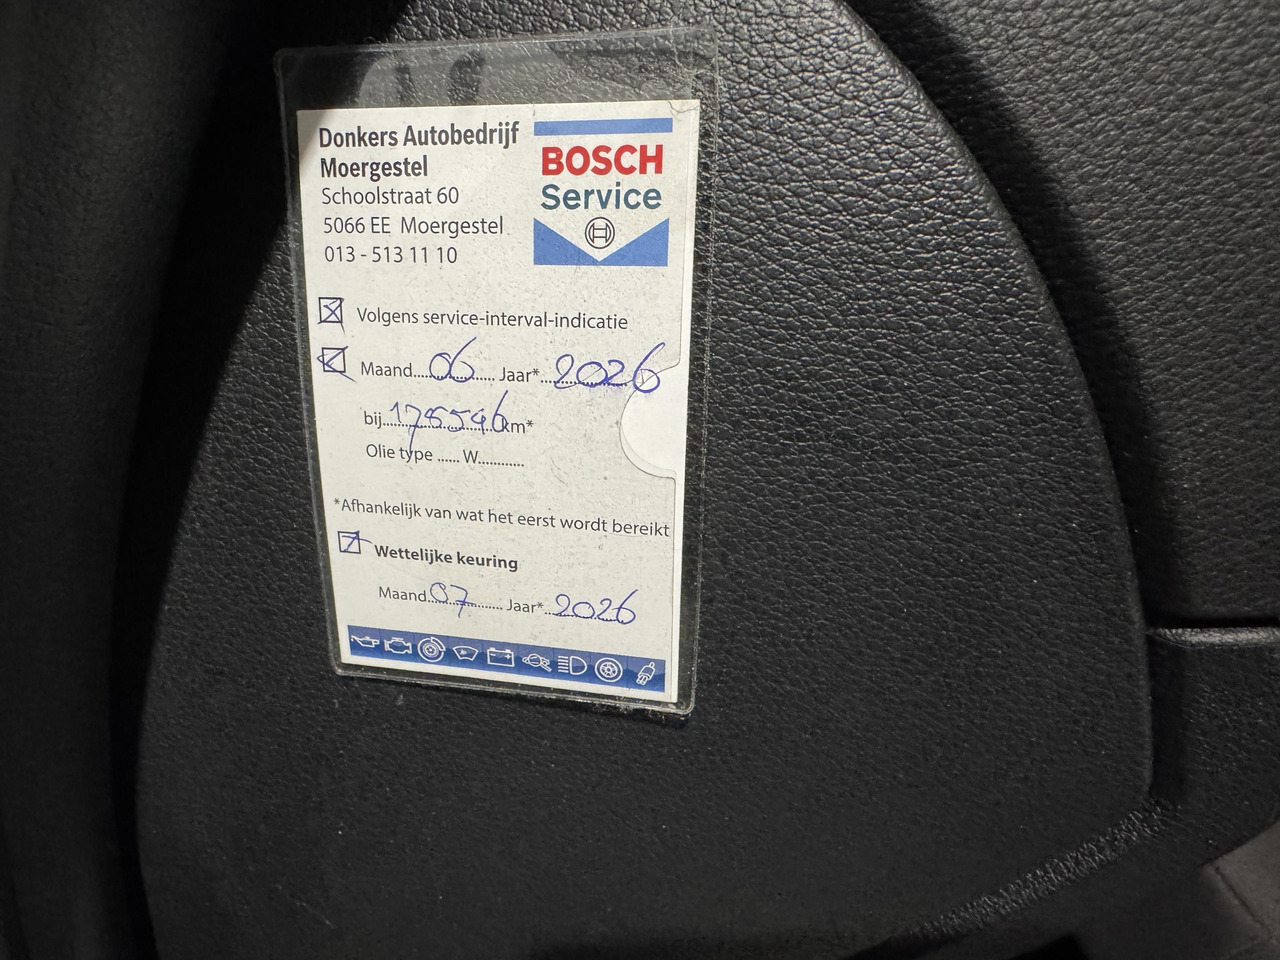 Donkers Autobedrijf
Moergestel
Schoolstraat 60
5066 EE Moergestel
013 - 513 11 10
BOSCH
Service
Volgens service-interval-indicatie
Maand 06 Jaar* 2026
bij km*
Olie type ...... W............
*Afhankelijk van wat het eerst wordt bereikt
Wettelijke keuring
Maand 07 Jaar* 2026